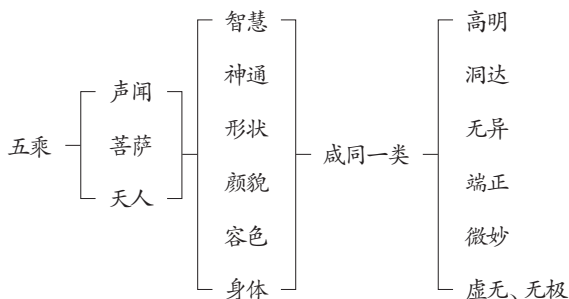 智慧 高明
神通 洞达
声闻
形状 无异
五乘 菩萨 咸同一类
颜貌 端正
天人
容色 微妙
身体 虚无、无极